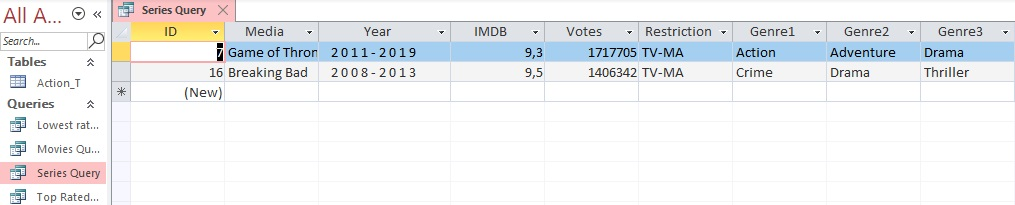 All A...
Search...
Tables
Action_T
Queries
Lowest rat...
Movies Qu...
Series Query
Top Rated...
Series Query
ID Media Year IMDB Votes Restriction Genre1 Genre2 Genre3
7 Game of Thron 2011-2019 9,3 1717705 TV-MA Action Adventure Drama
16 Breaking Bad 2008-2013 9,5 1406342 TV-MA Crime Drama Thriller
(New)